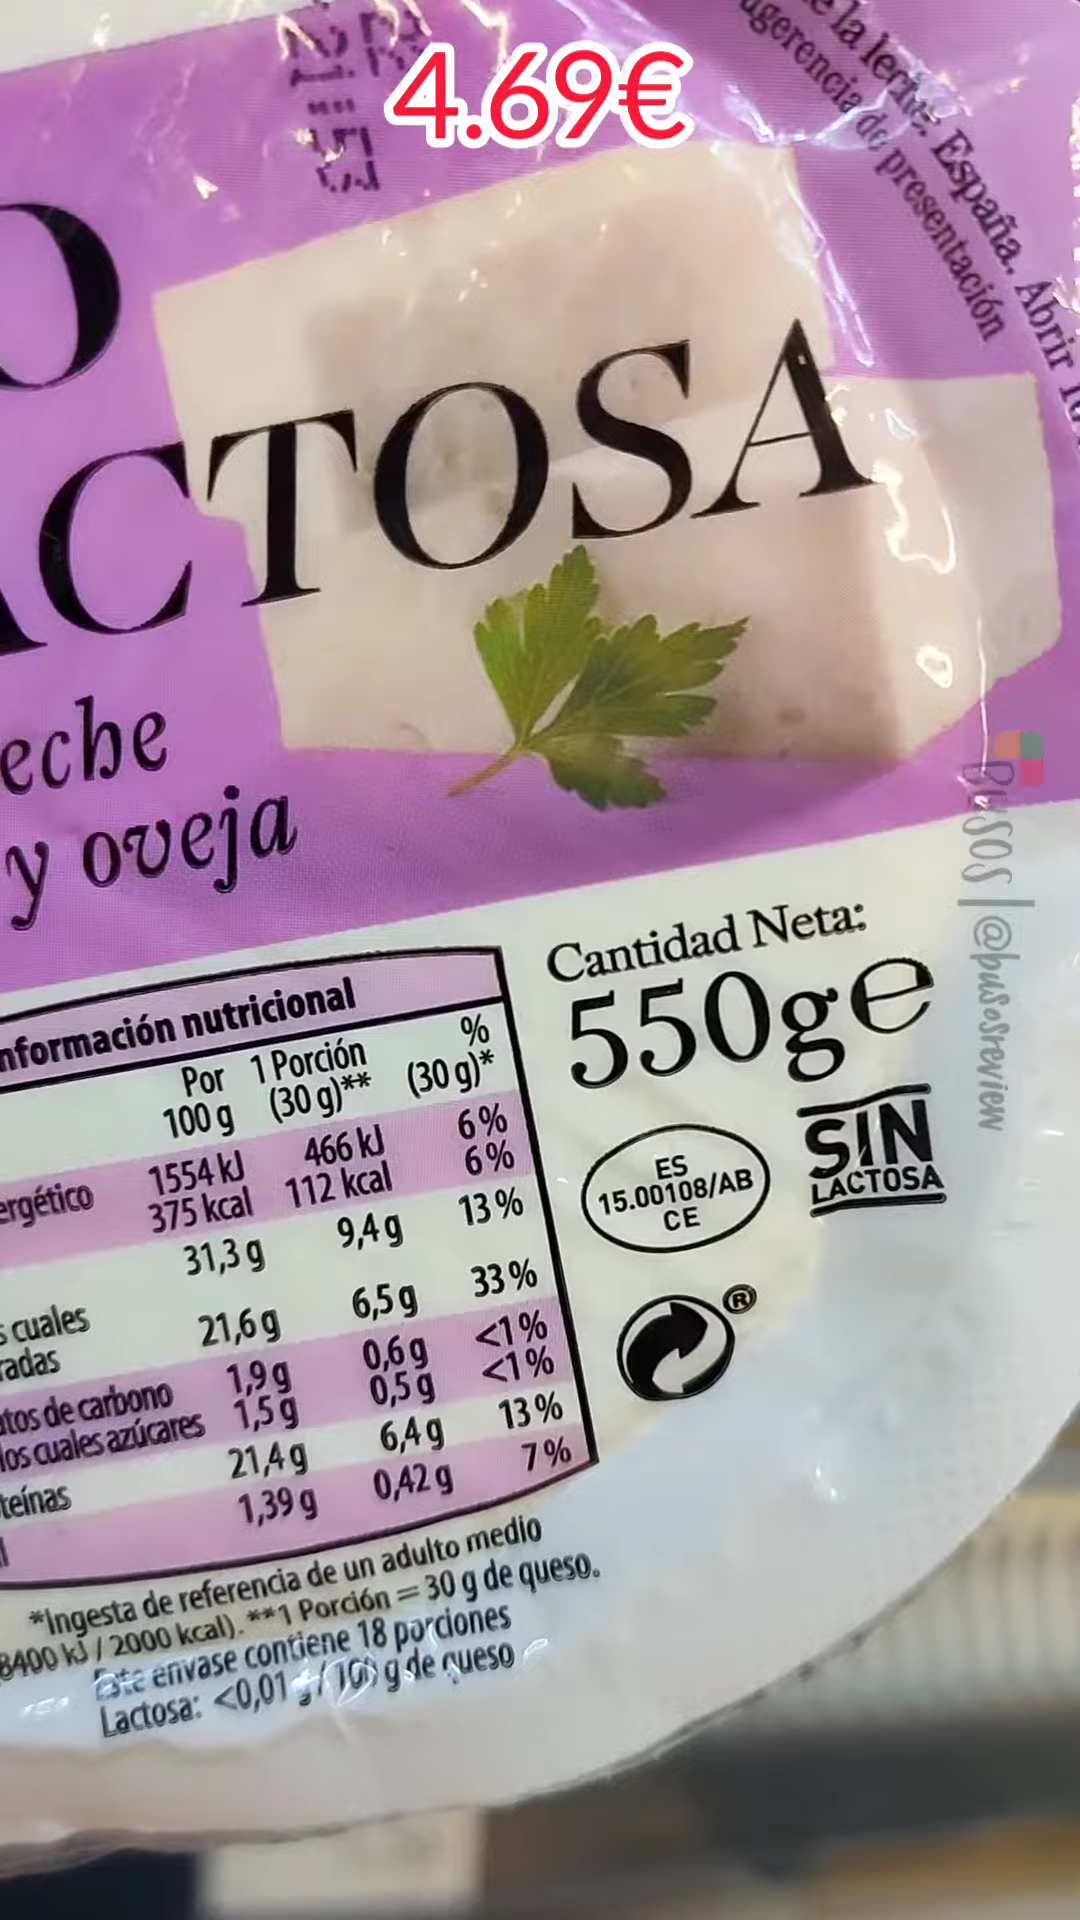 4.69€
la leche: España. Abrir
presentación
O
ACTOSA
eche
y oveja
Cantidad Neta:
550g e
SIN
LACTOSA
ES
15.00108/AB
CE
®
nformación nutricional
Por 1 Porción %
100 g (30 g)** (30 g)*
1554 kJ 466 kJ 6%
ergético 375 kcal 112 kcal 6%
31,3 g 9,4 g 13%
s cuales
radas 21,6 g 6,5 g 33%
atos de carbono 1,9 g 0,6 g <1%
los cuales azúcares 1,5 g 0,5 g <1%
teínas 21,4 g 6,4 g 13%
l 1,39 g 0,42 g 7%
*Ingesta de referencia de un adulto medio
8400 kJ / 2000 kcal). **1 Porción = 30 g de queso.
Este envase contiene 18 porciones
Lactosa: <0,01 g / 100 g de queso
BUSOS | @busosreview